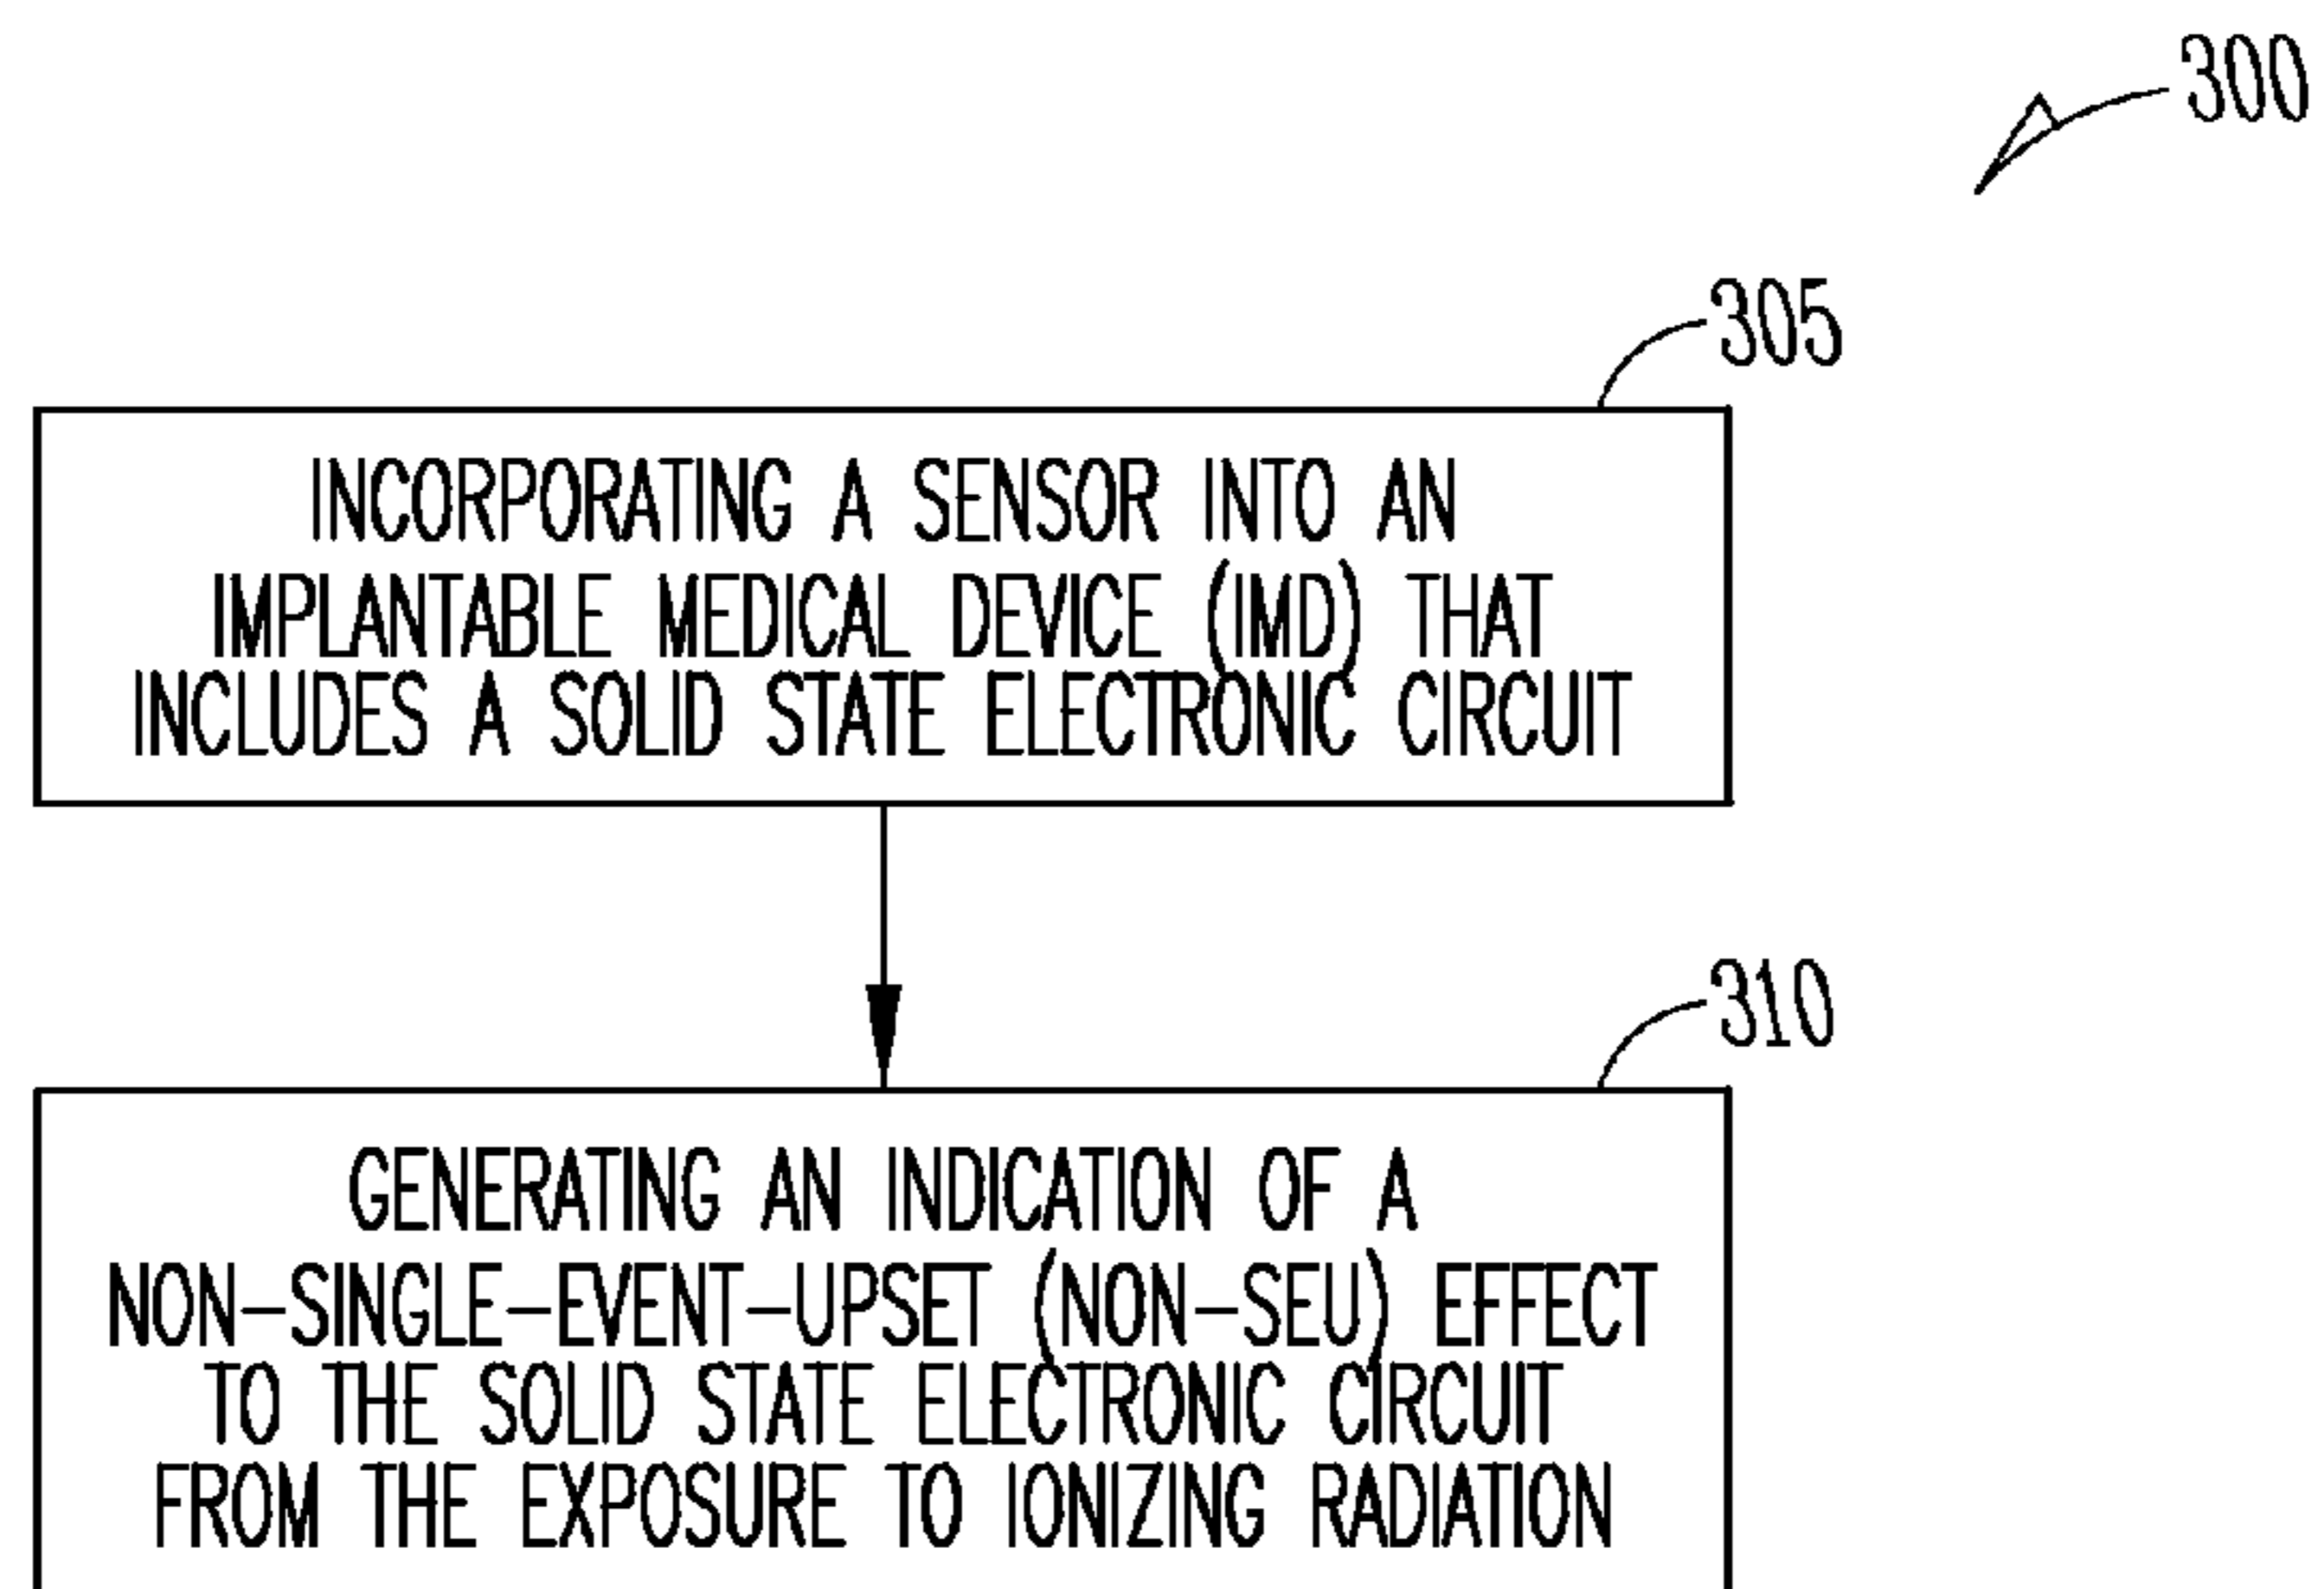 300
305
INCORPORATING A SENSOR INTO AN
IMPLANTABLE MEDICAL DEVICE (IMD) THAT
INCLUDES A SOLID STATE ELECTRONIC CIRCUIT
310
GENERATING AN INDICATION OF A
NON-SINGLE-EVENT-UPSET (NON-SEU) EFFECT
TO THE SOLID STATE ELECTRONIC CIRCUIT
FROM THE EXPOSURE TO IONIZING RADIATION